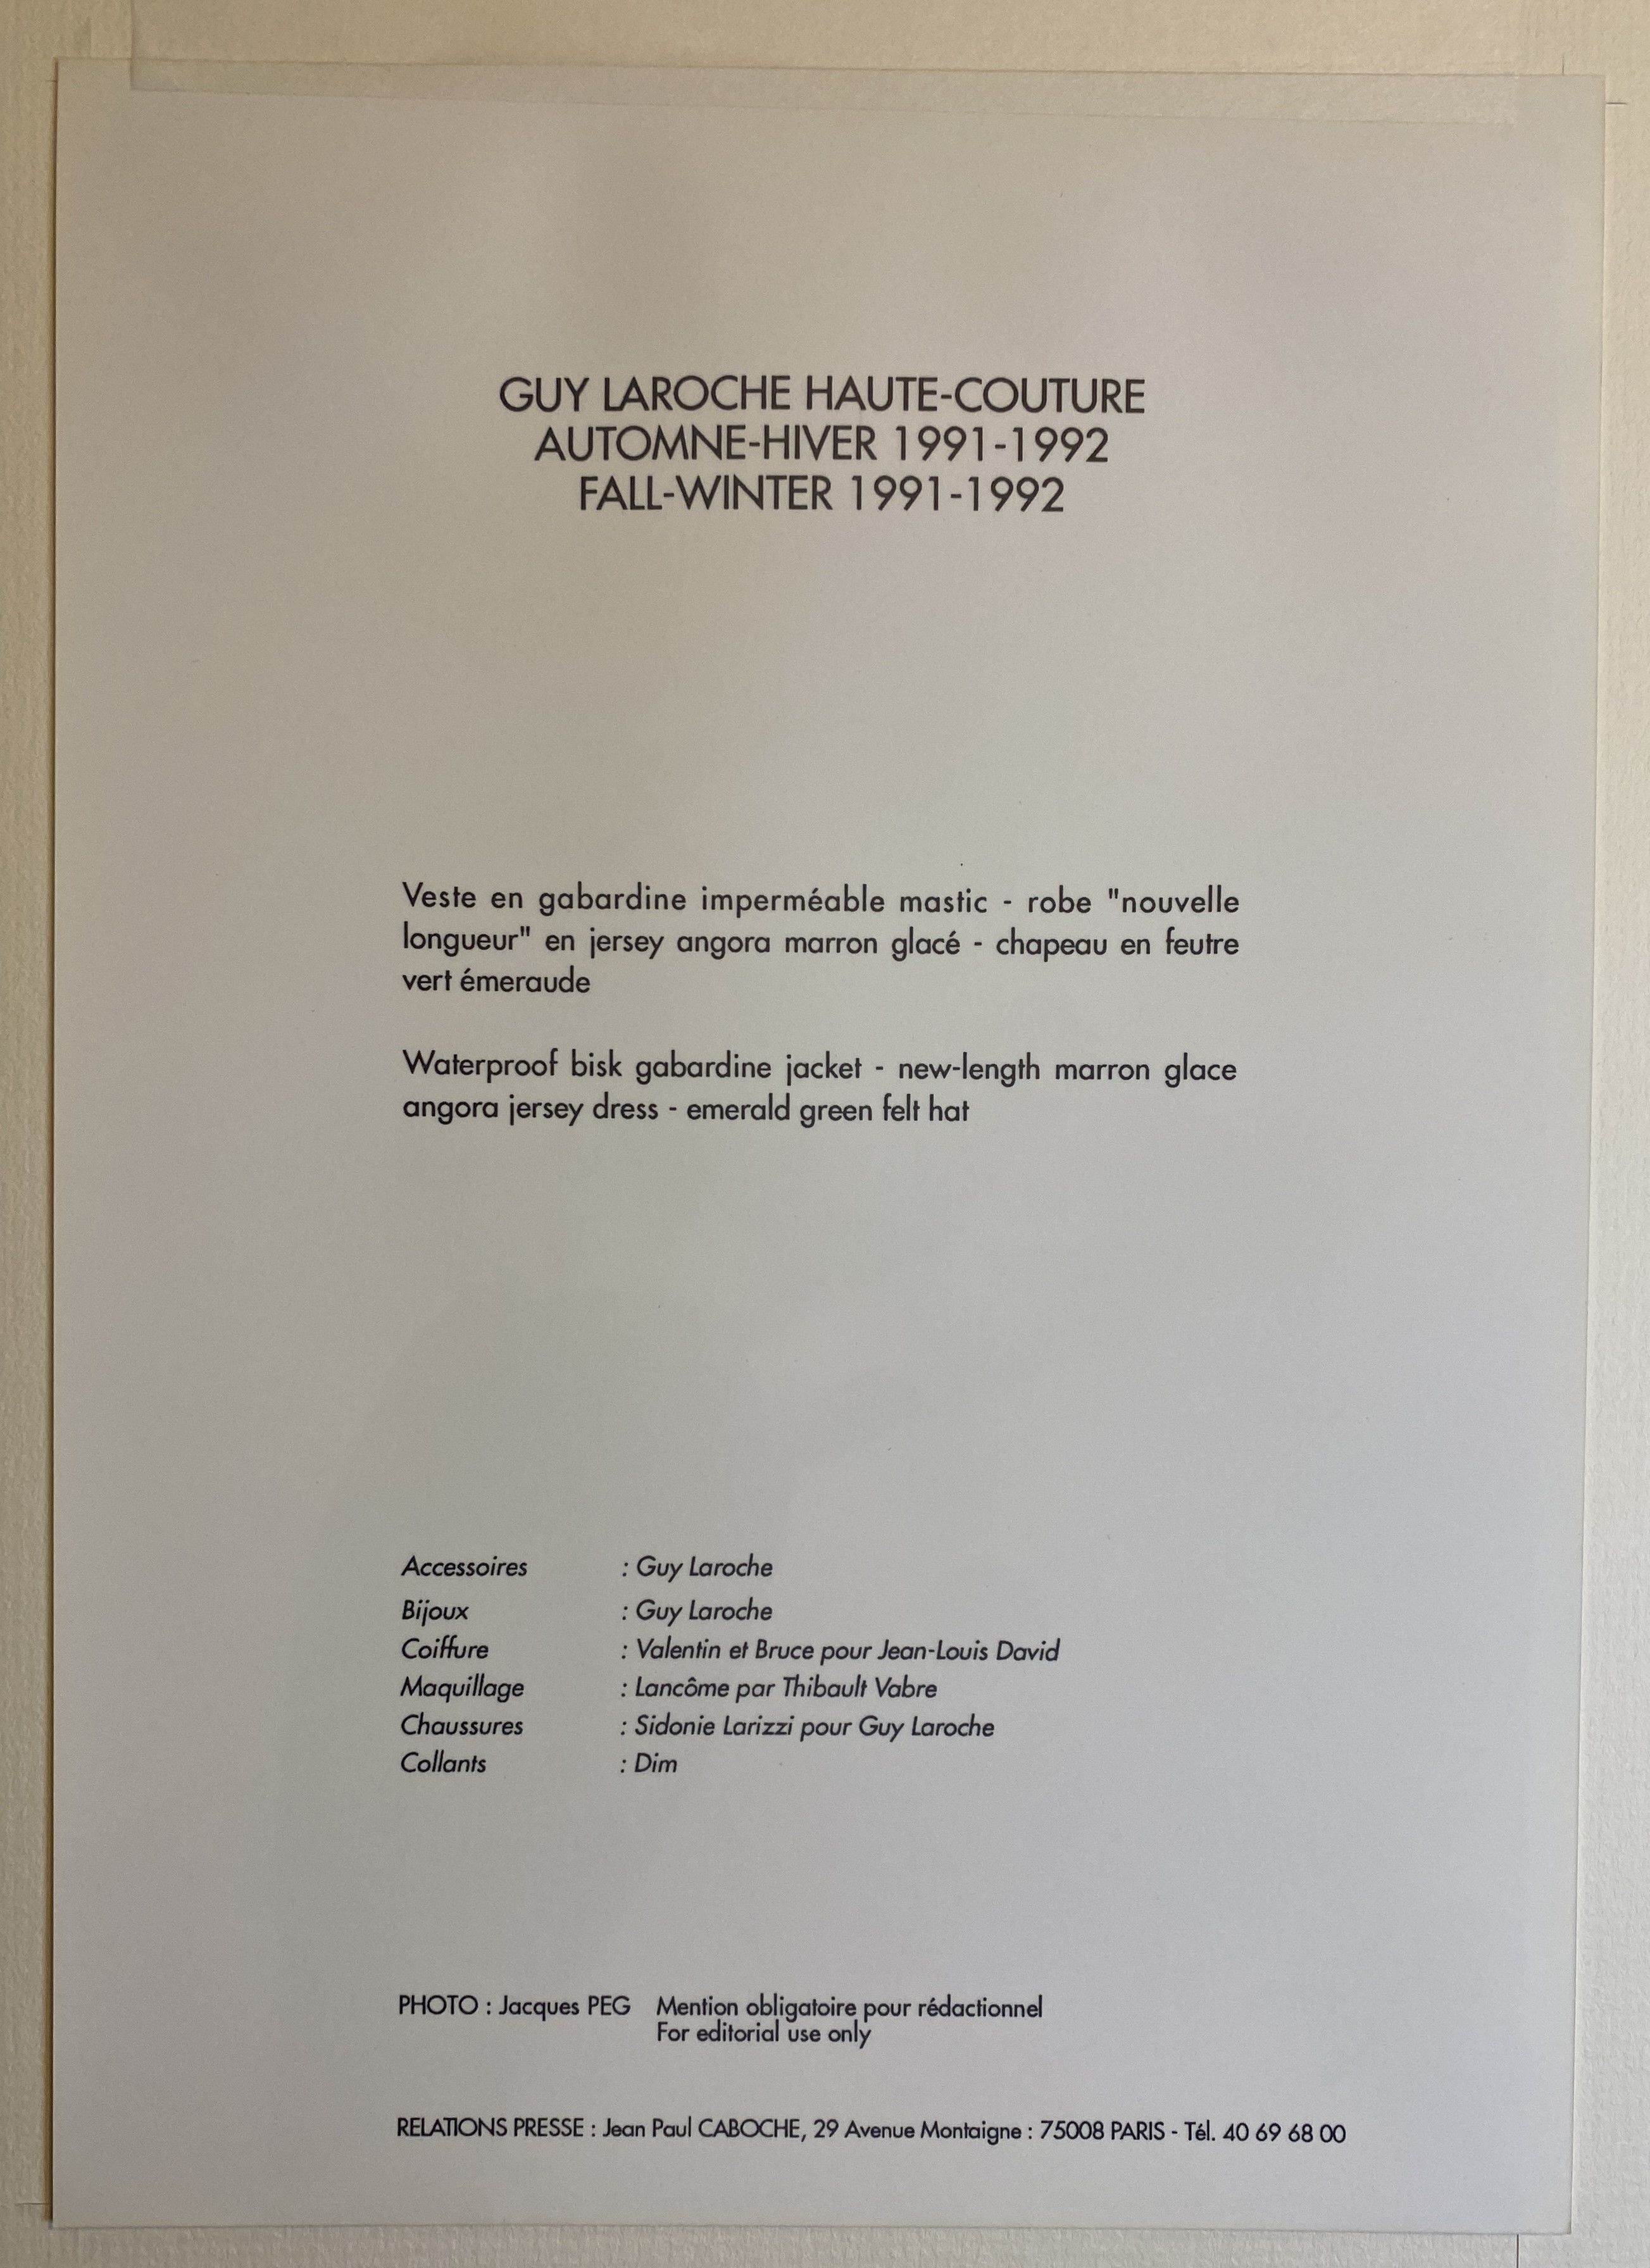 GUY LAROCHE HAUTE-COUTURE
AUTOMNE-HIVER 1991-1992
FALL-WINTER 1991-1992
Veste en gabardine imperméable mastic - robe "nouvelle
longueur" en jersey angora marron glacé - chapeau en feutre
vert émeraude
Waterproof bisk gabardine jacket - new-length marron glace
angora jersey dress - emerald green felt hat
Accessoires : Guy Laroche
Bijoux : Guy Laroche
Coiffure : Valentin et Bruce pour Jean-Louis David
Maquillage : Lancôme par Thibault Vabre
Chaussures : Sidonie Larizzi pour Guy Laroche
Collants : Dim
PHOTO : Jacques PEG Mention obligatoire pour rédactionnel
For editorial use only
RELATIONS PRESSE : Jean Paul CABOCHE, 29 Avenue Montaigne : 75008 PARIS - Tél. 40 69 68 00